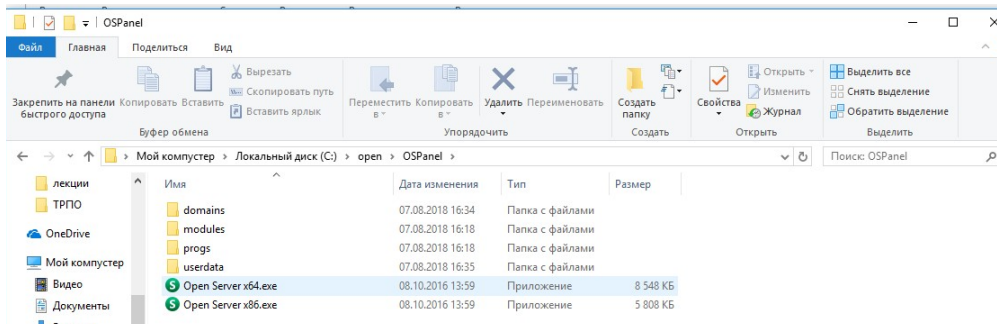 OSPanel
Файл Главная Поделиться Вид
Закрепить на панели быстрого доступа
Копировать
Вставить
Вырезать
Скопировать путь
Вставить ярлык
Переместить в
Копировать в
Удалить
Переименовать
Создать папку
Свойства
Открыть
Изменить
Журнал
Выделить все
Снять выделение
Обратить выделение
Буфер обмена Упорядочить Создать Открыть Выделить
Мой компустер › Локальный диск (C:) › open › OSPanel ›
Поиск: OSPanel
лекции
ТРПО
OneDrive
Мой компустер
Видео
Документы
Имя Дата изменения Тип Размер
domains 07.08.2018 16:34 Папка с файлами
modules 07.08.2018 16:18 Папка с файлами
progs 07.08.2018 16:18 Папка с файлами
userdata 07.08.2018 16:35 Папка с файлами
Open Server x64.exe 08.10.2016 13:59 Приложение 8 548 КБ
Open Server x86.exe 08.10.2016 13:59 Приложение 5 808 КБ